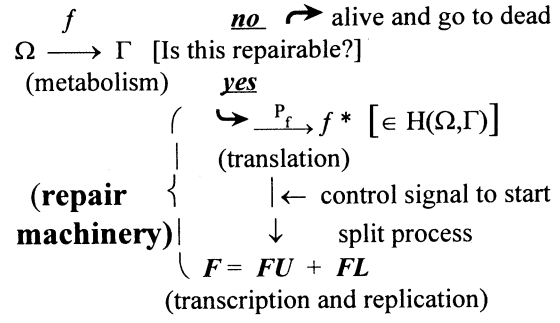 f no alive and go to dead
Ω ⟶ Γ [Is this repairable?]
(metabolism) yes
P_f → f * [∈ H(Ω,Γ)]
(translation)
(repair ← control signal to start
machinery) ↓ split process
F = FU + FL
(transcription and replication)